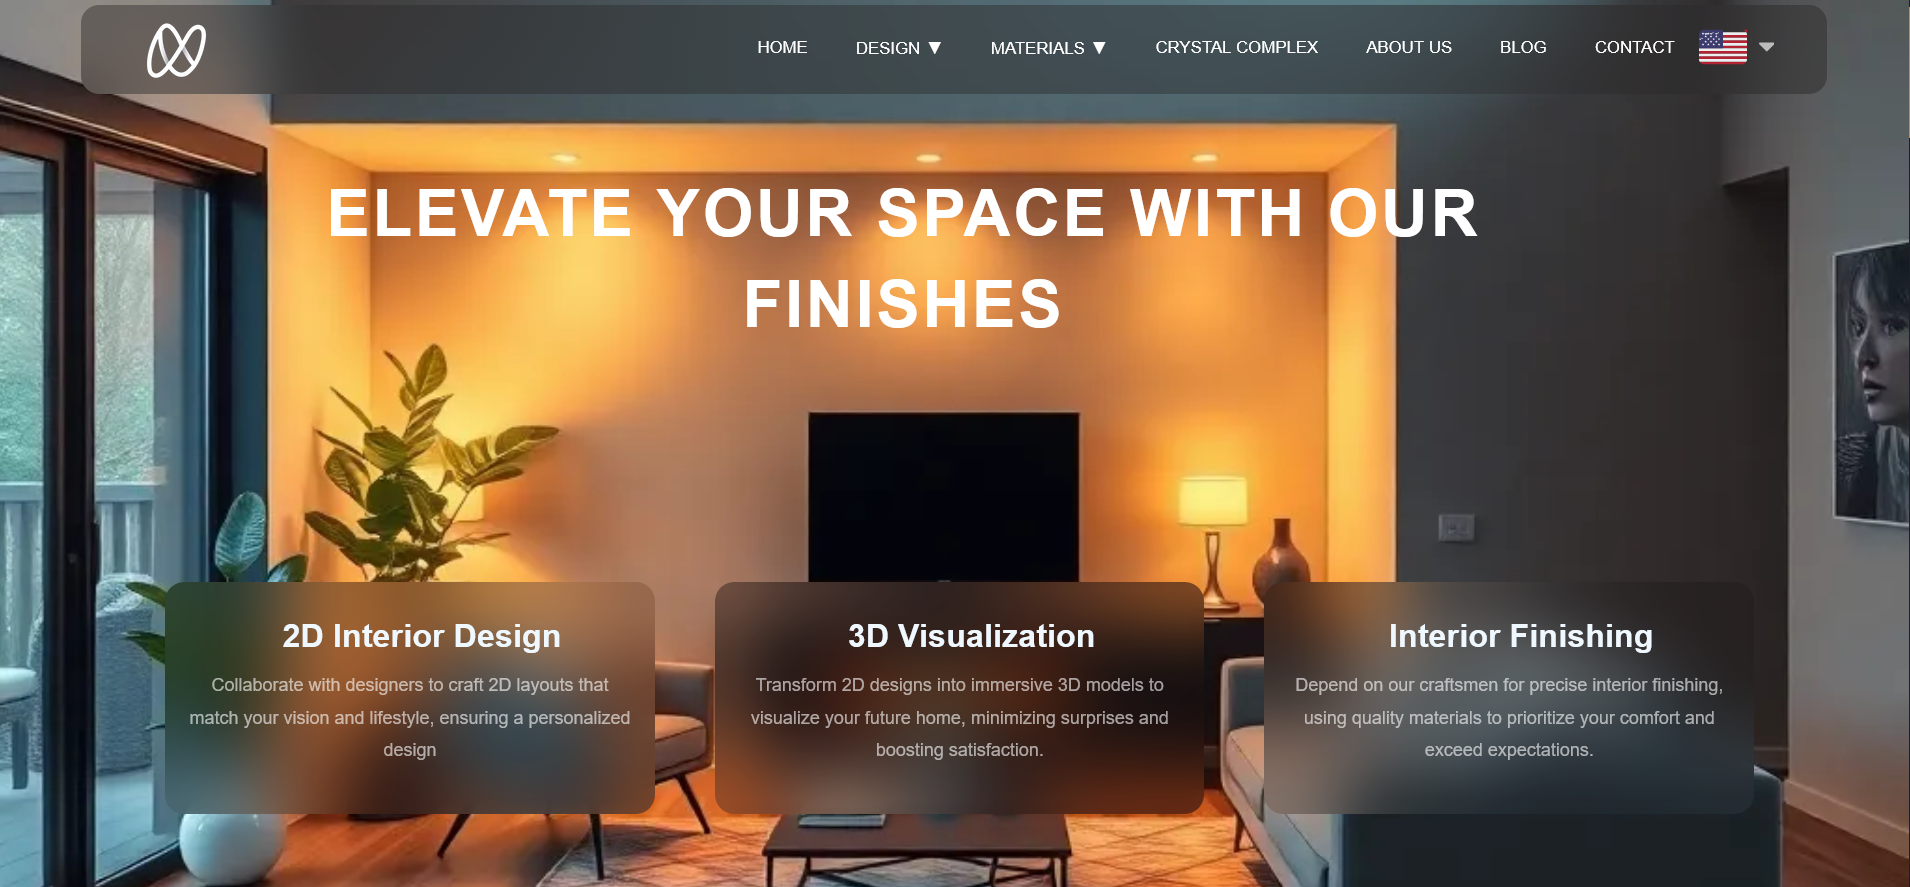 HOME DESIGN ▼ MATERIALS ▼ CRYSTAL COMPLEX ABOUT US BLOG CONTACT
ELEVATE YOUR SPACE WITH OUR
FINISHES
2D Interior Design
Collaborate with designers to craft 2D layouts that
match your vision and lifestyle, ensuring a personalized
design
3D Visualization
Transform 2D designs into immersive 3D models to
visualize your future home, minimizing surprises and
boosting satisfaction.
Interior Finishing
Depend on our craftsmen for precise interior finishing,
using quality materials to prioritize your comfort and
exceed expectations.